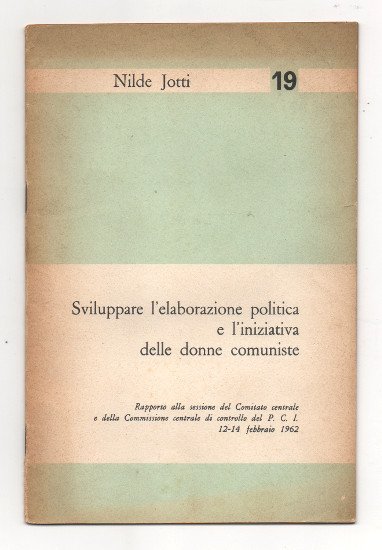 Nilde Jotti 19
Sviluppare l'elaborazione politica
e l'iniziativa
delle donne comuniste
Rapporto alla sessione del Comitato centrale
e della Commissione centrale di controllo del P. C. I.
12-14 febbraio 1962